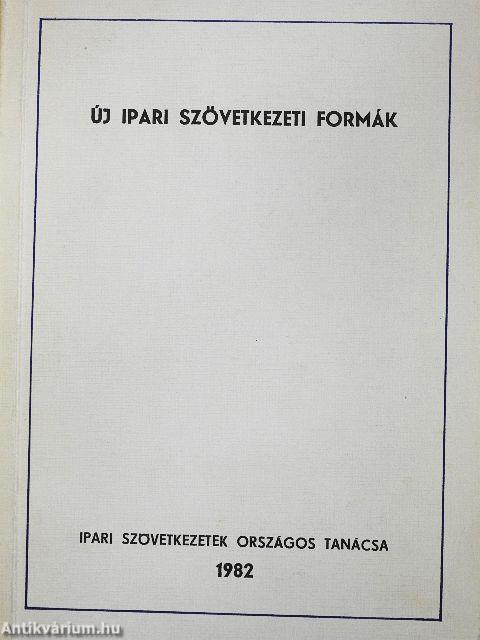 ÚJ IPARI SZÖVETKEZETI FORMÁK
IPARI SZÖVETKEZETEK ORSZÁGOS TANÁCSA
1982
Antikvárium.hu